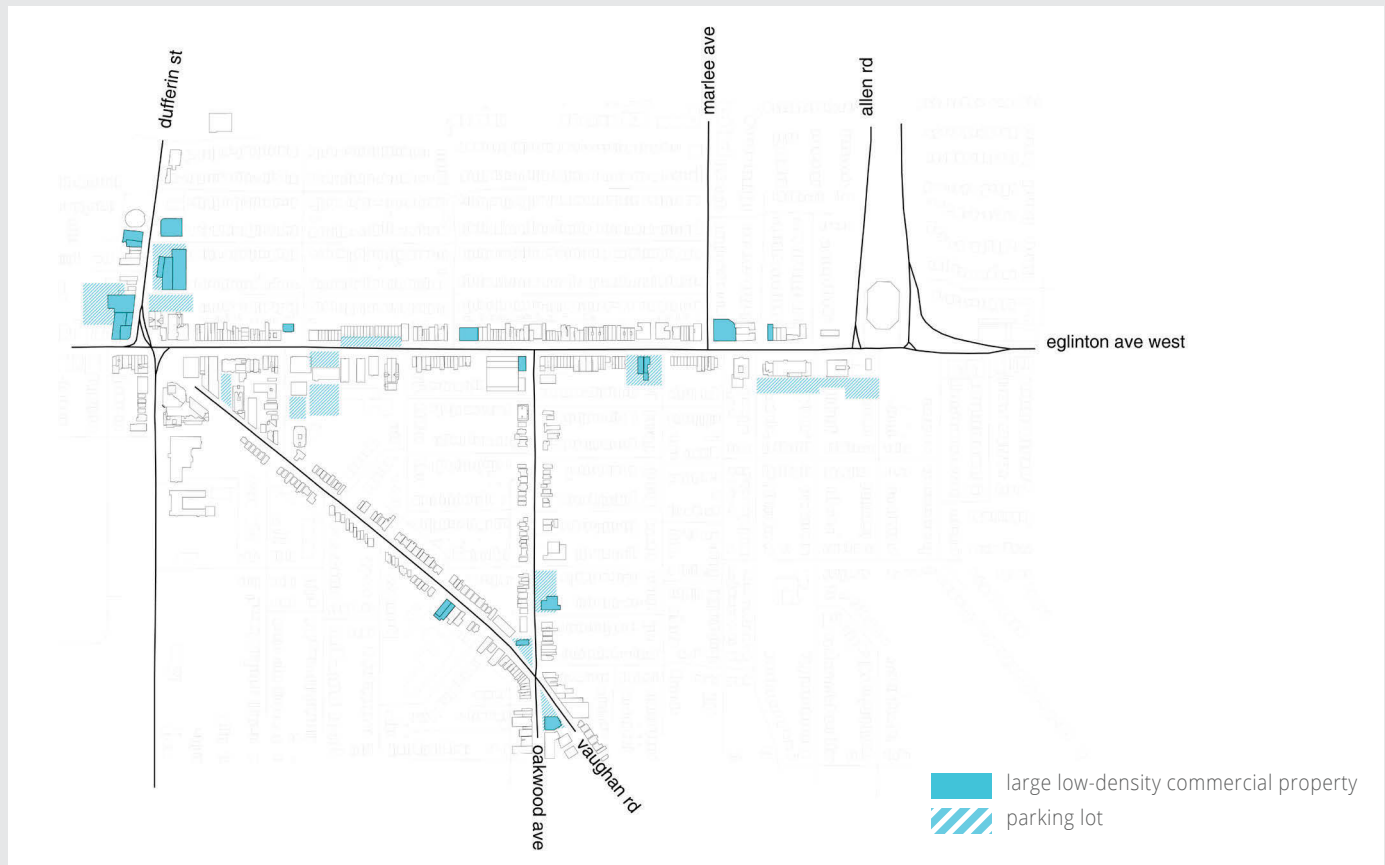 dufferin st
marlee ave
allen rd
eglinton ave west
oakwood ave
vaughan rd
large low-density commercial property
parking lot